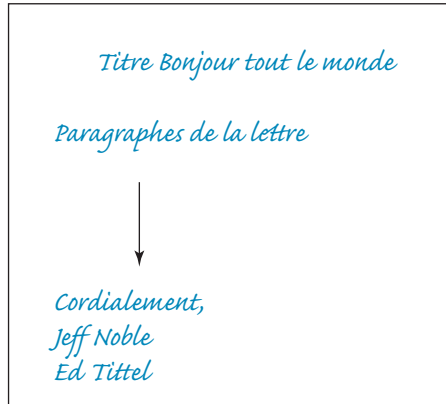 Titre Bonjour tout le monde
Paragraphes de la lettre
Cordialement,
Jeff Noble
Ed Tittel